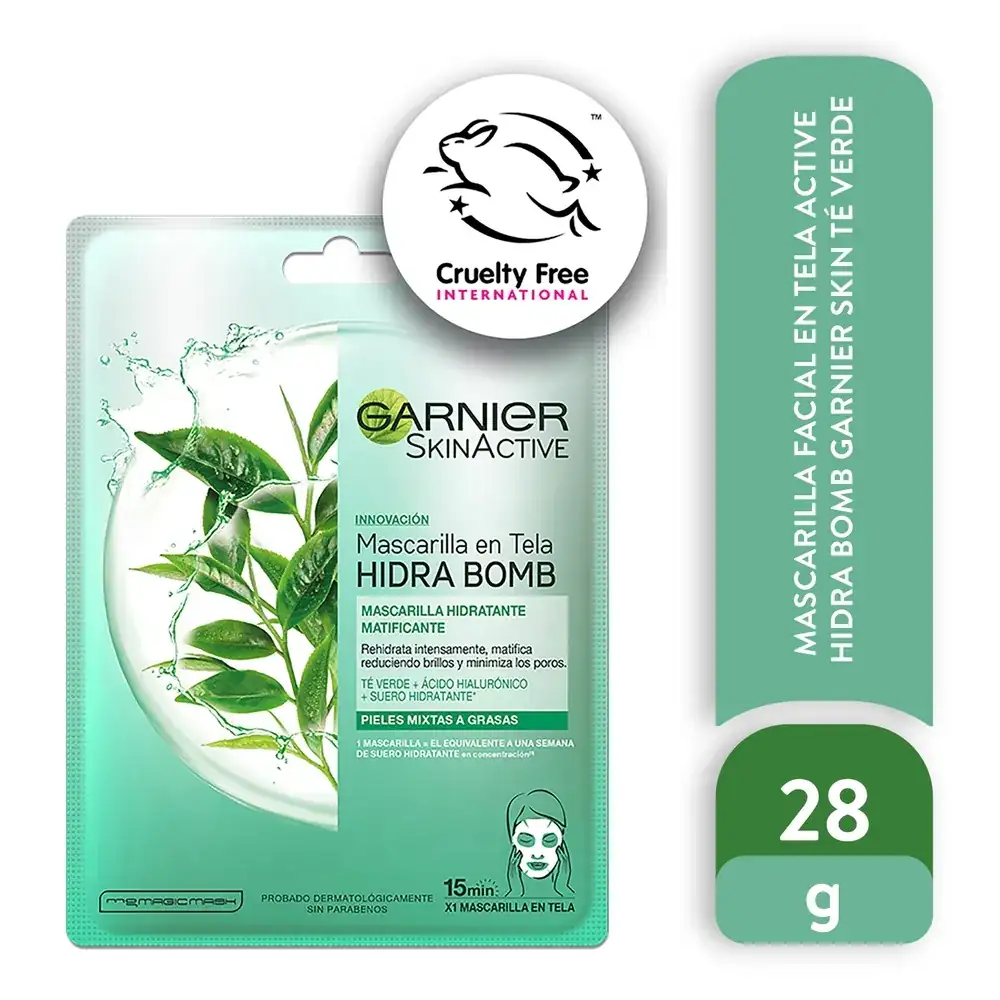 ™
Cruelty Free
INTERNATIONAL
GARNIER
SKINACTIVE
INNOVACIÓN
Mascarilla en Tela
HIDRA BOMB
MASCARILLA HIDRATANTE
MATIFICANTE
Rehidrata intensamente, matifica
reduciendo brillos y minimiza los poros.
TÉ VERDE + ÁCIDO HIALURÓNICO
+ SUERO HIDRATANTE*
PIELES MIXTAS A GRASAS
1 MASCARILLA = EL EQUIVALENTE A UNA SEMANA
DE SUERO HIDRATANTE en concentración
15min
X1 MASCARILLA EN TELA
PROBADO DERMATOLÓGICAMENTE
SIN PARABENOS
MASCARILLA FACIAL EN TELA ACTIVE
HIDRA BOMB GARNIER SKIN TÉ VERDE
28
g